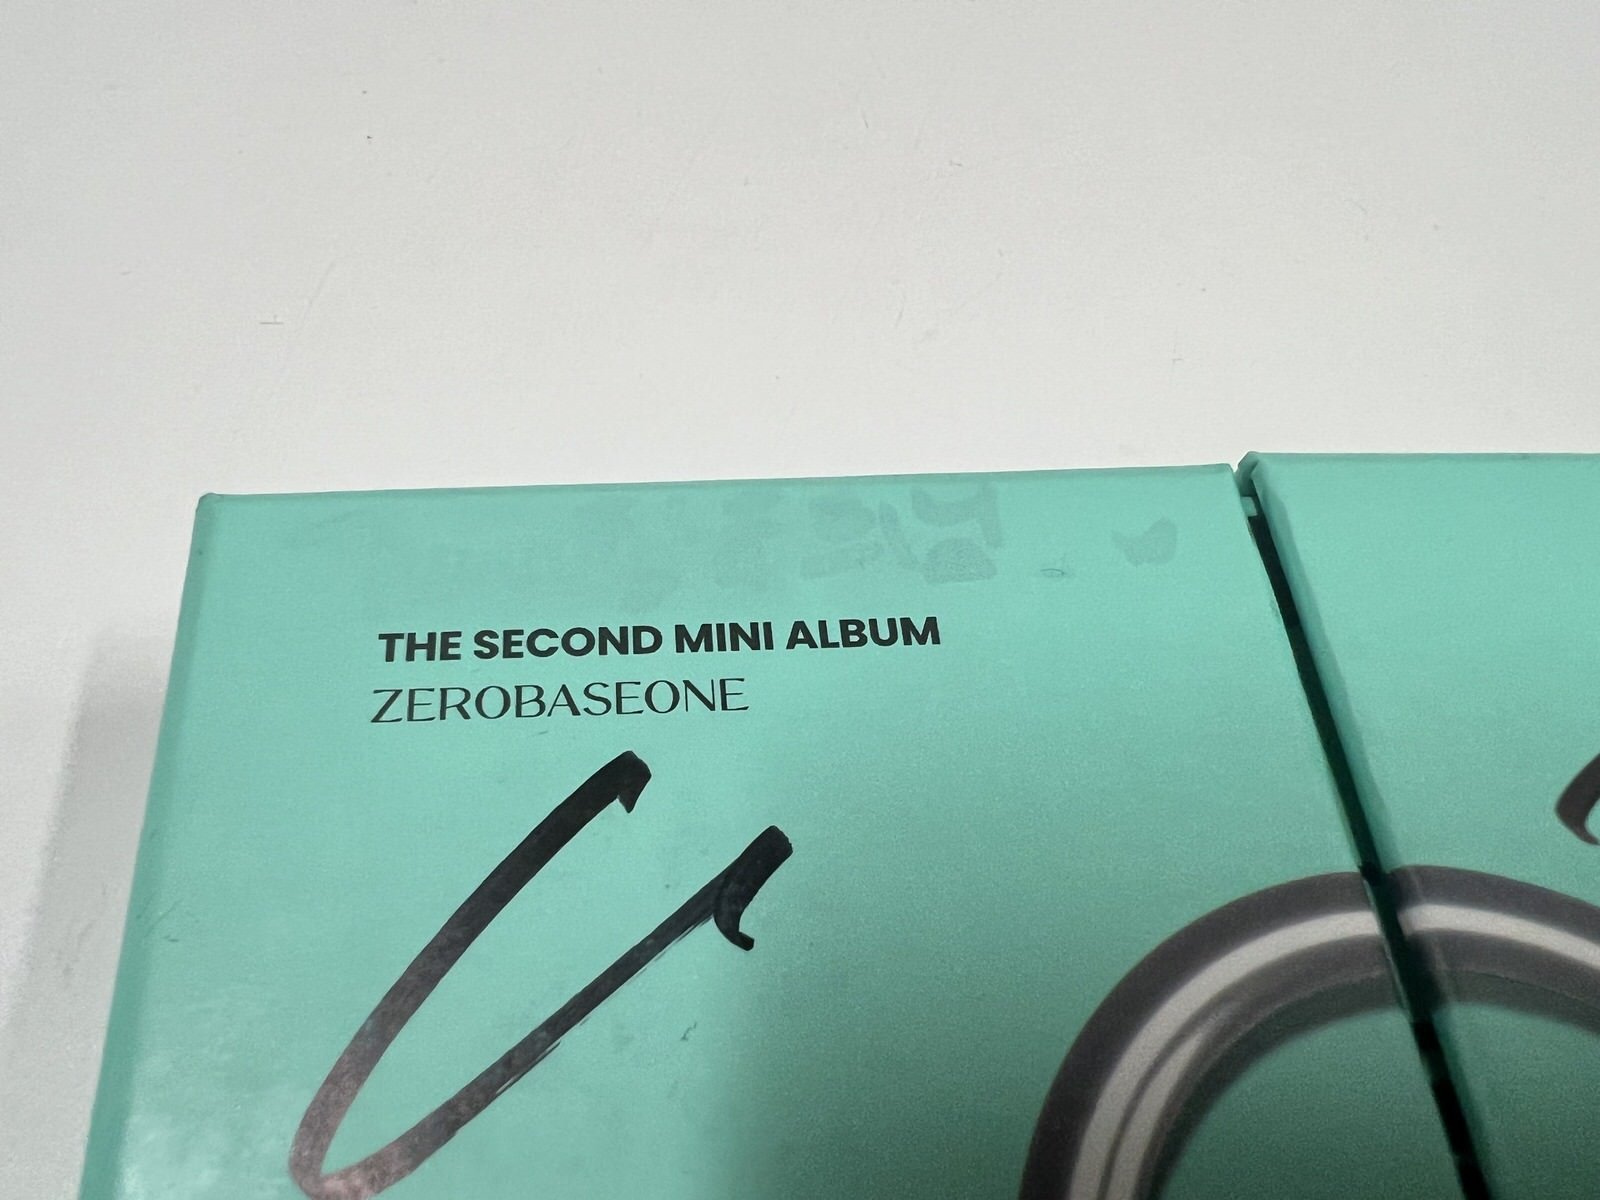 THE SECOND MINI ALBUM
ZEROBASEONE